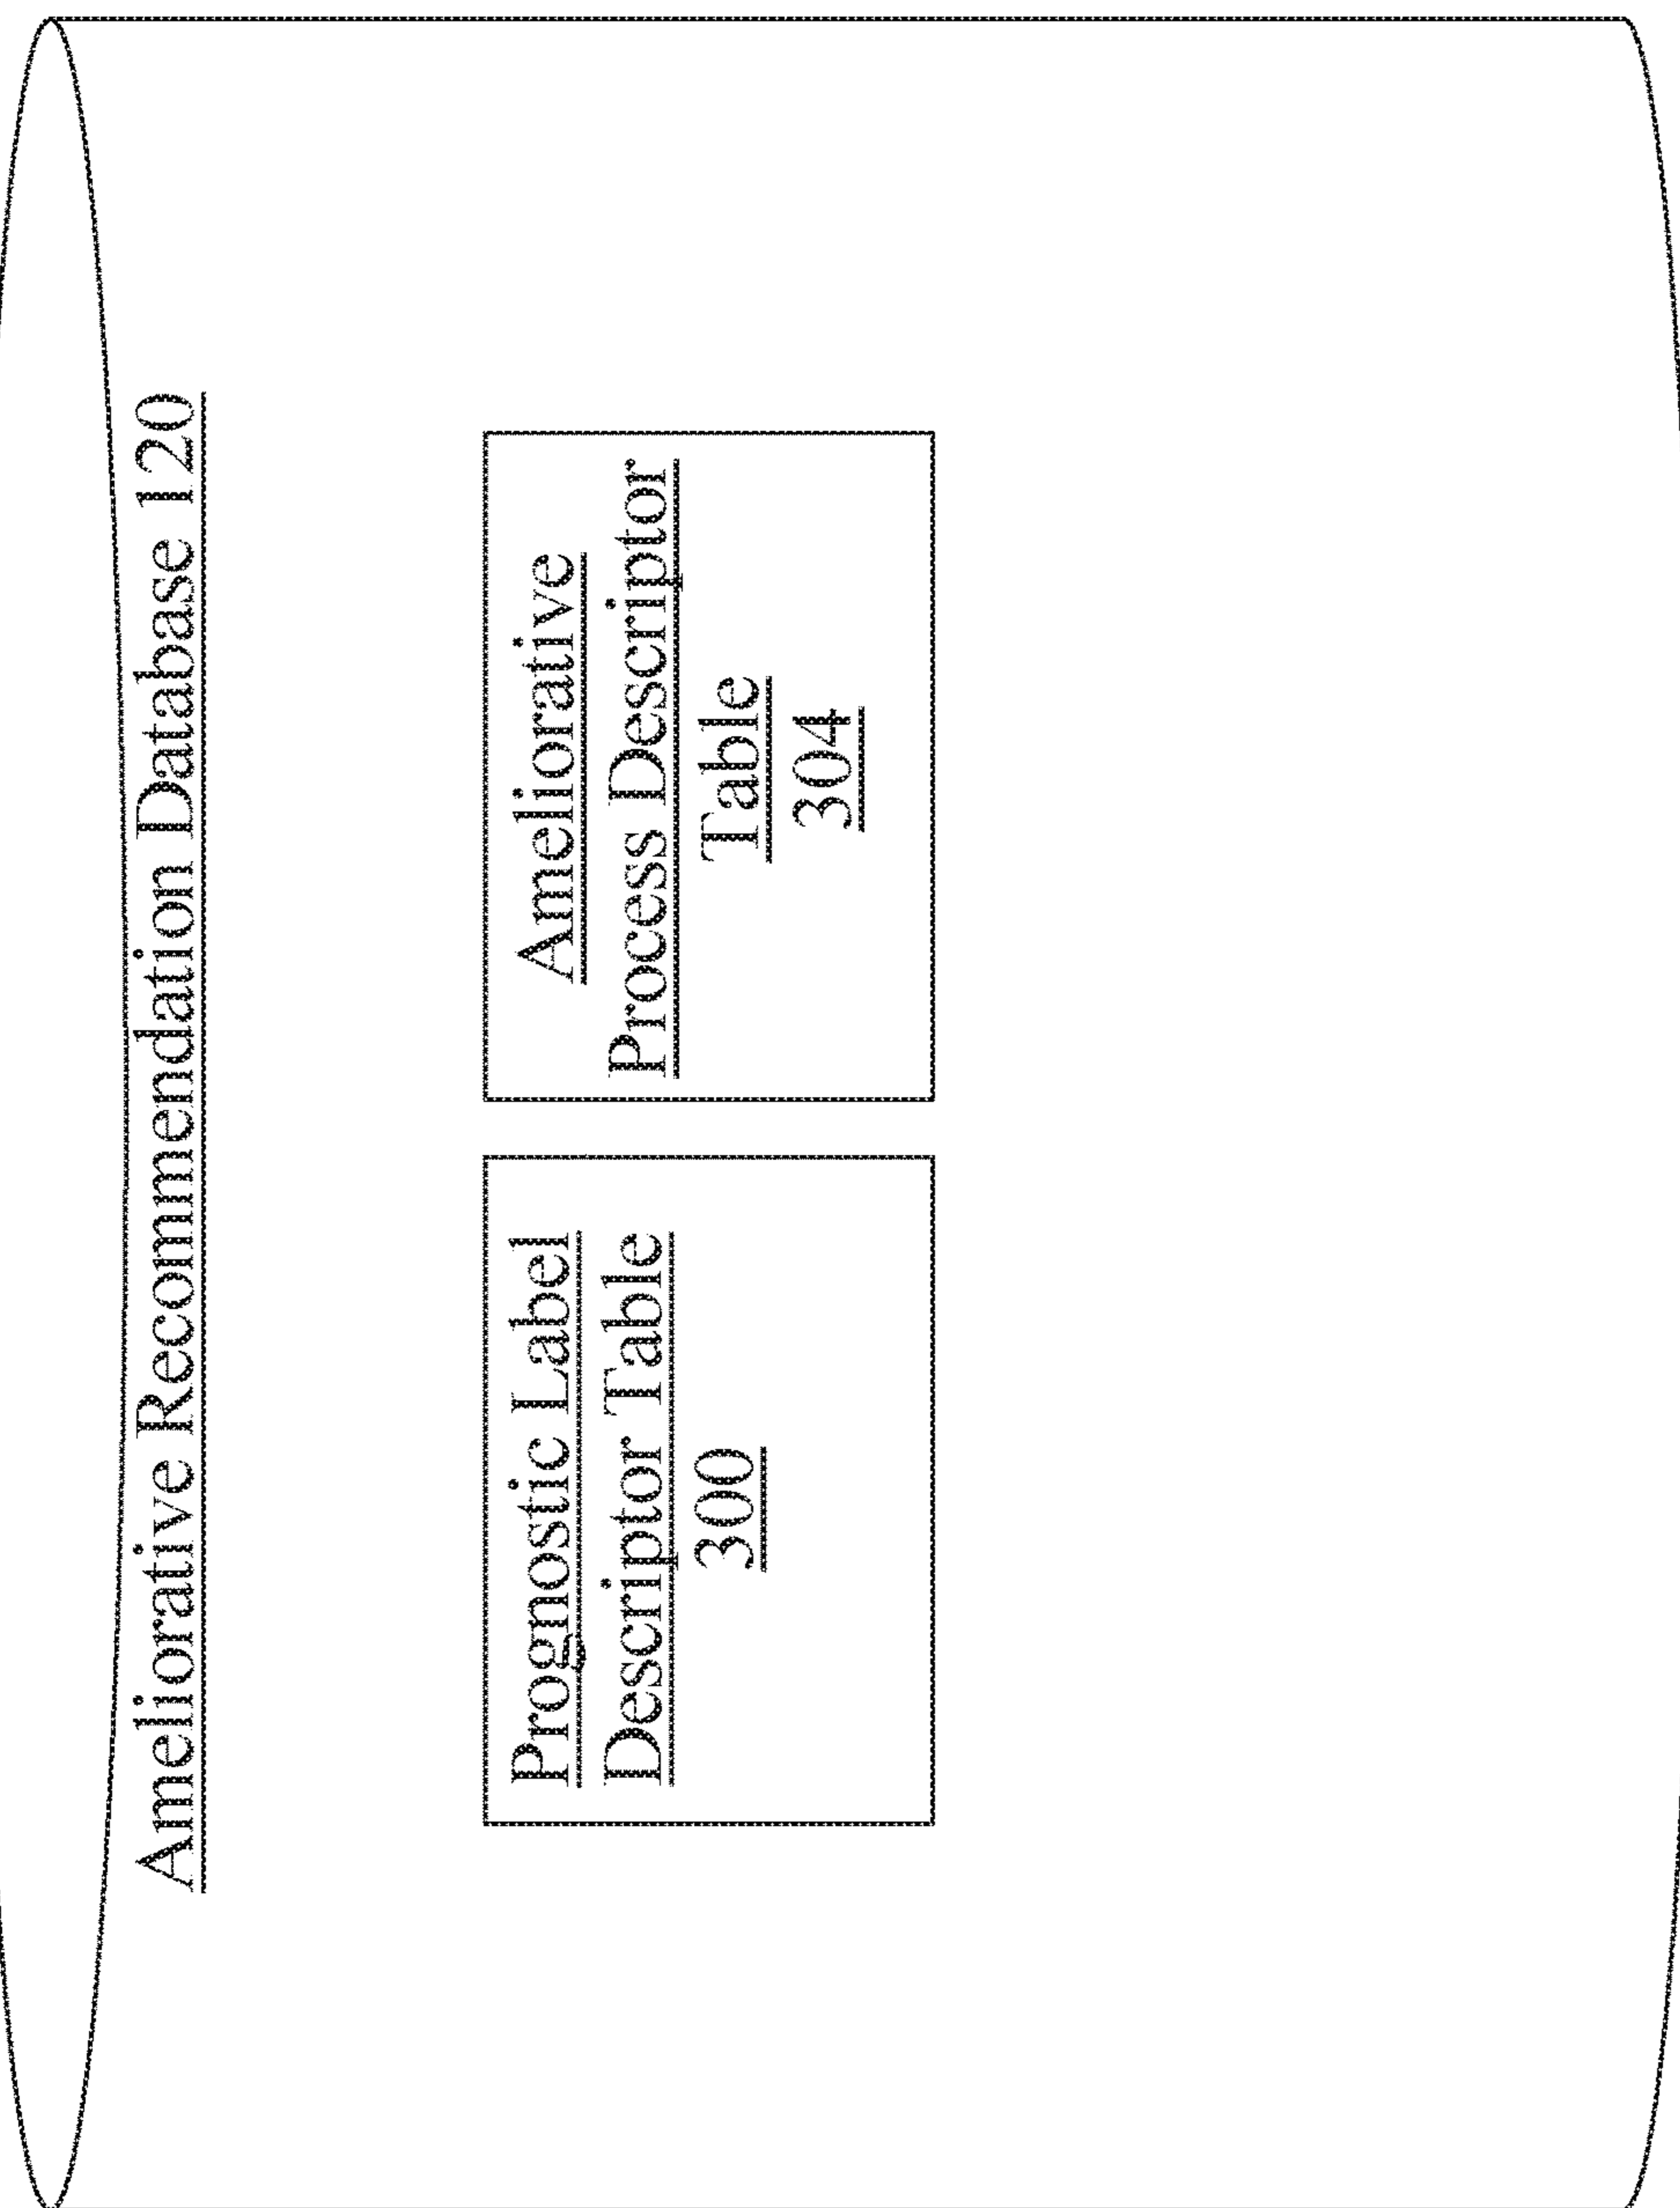 Ameliorative Recommendation Database 120
Prognostic Label
Descriptor Table
300
Ameliorative
Process Descriptor
Table
304